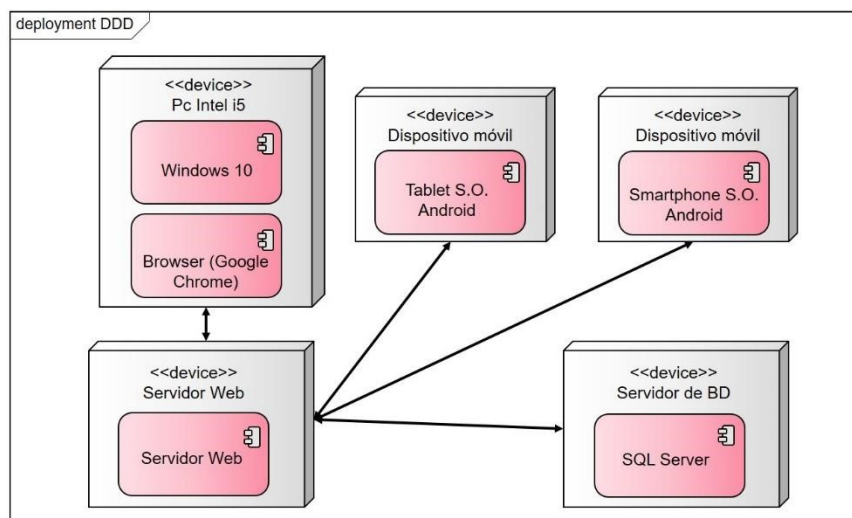 deployment DDD
<<device>>
Pc Intel i5
Windows 10
Browser (Google
Chrome)
<<device>>
Dispositivo móvil
Tablet S.O.
Android
<<device>>
Dispositivo móvil
Smartphone S.O.
Android
<<device>>
Servidor Web
Servidor Web
<<device>>
Servidor de BD
SQL Server